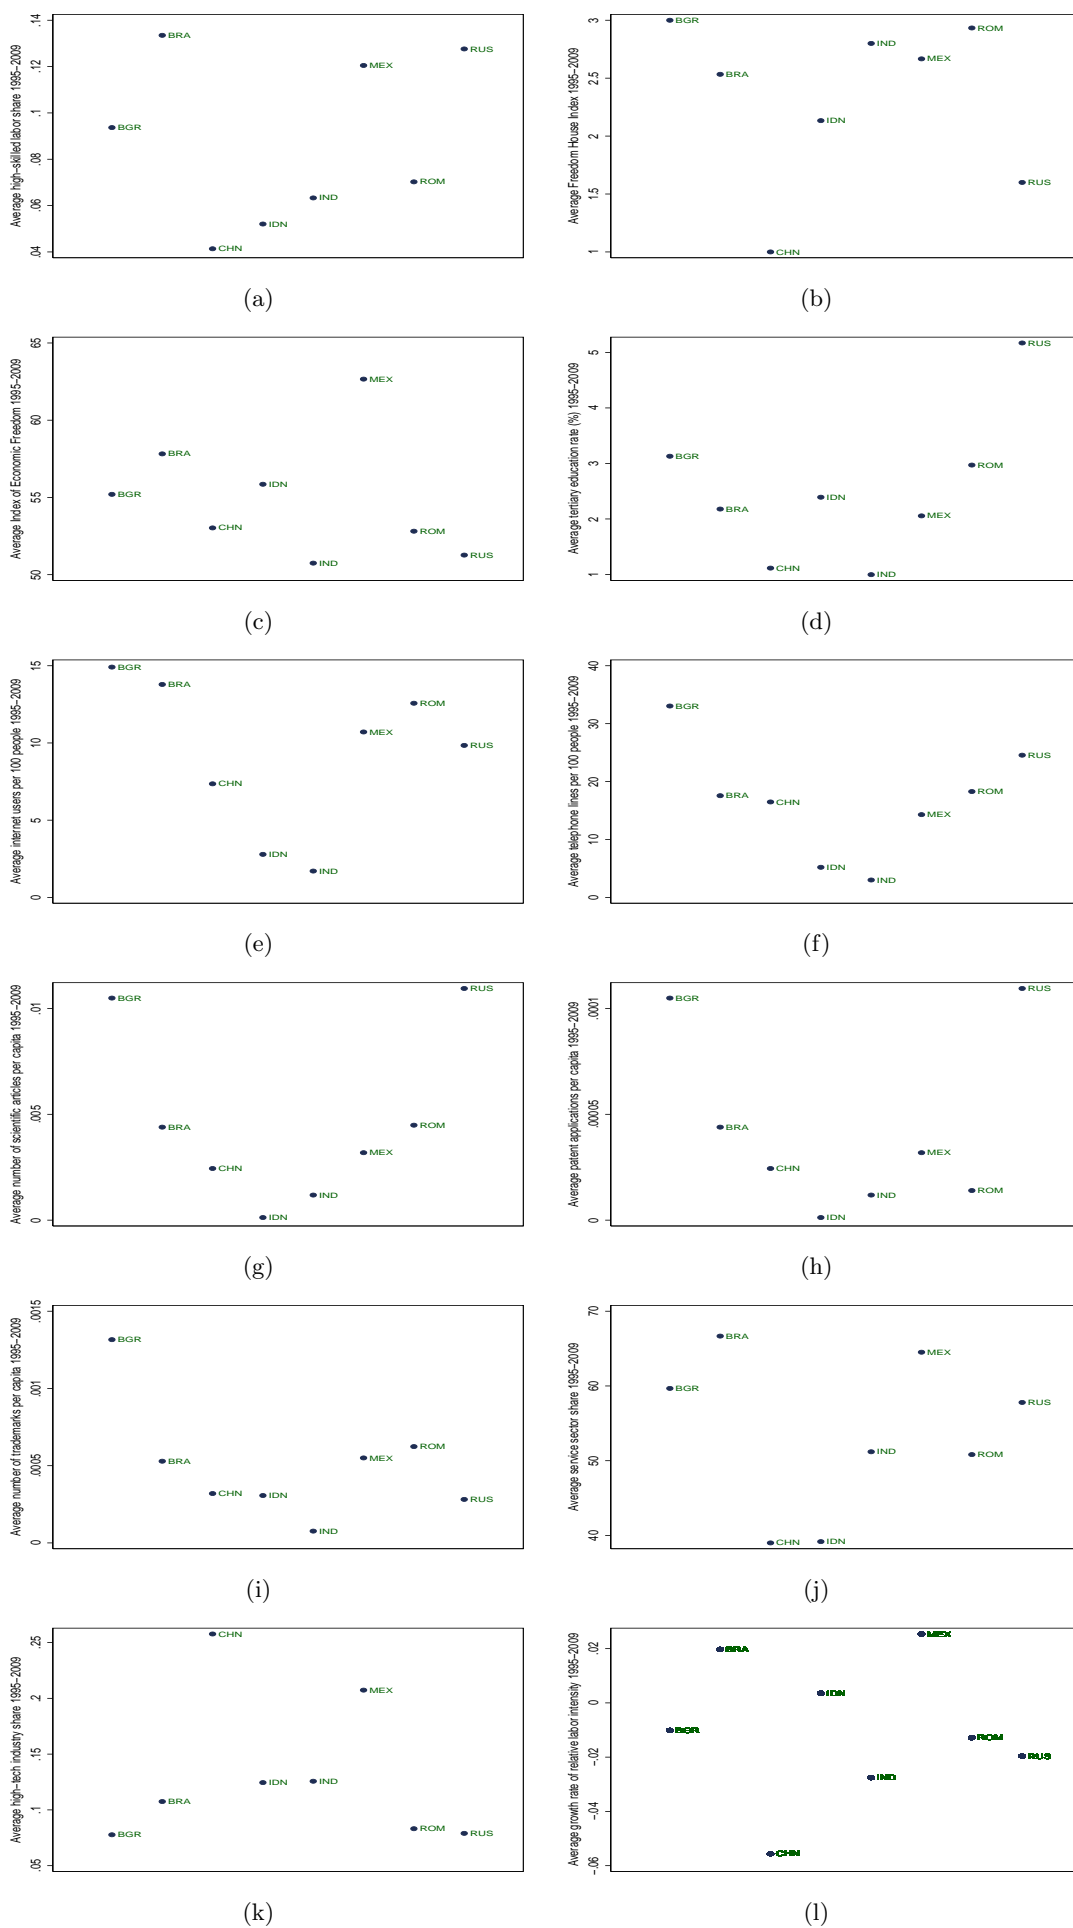 Average high-skilled labor share 1995-2009
.14
.12
.1
.08
.06
.04
BRA
RUS
MEX
BGR
ROM
IND
IDN
CHN
(a)
Average Freedom House Index 1995-2009
3
2.5
2
1.5
1
BGR
ROM
IND
MEX
BRA
IDN
RUS
CHN
(b)
Average Index of Economic Freedom 1995-2009
65
60
55
50
MEX
BRA
IDN
BGR
CHN
ROM
RUS
IND
(c)
Average tertiary education rate (%) 1995-2009
5
4
3
2
1
RUS
BGR
ROM
IDN
BRA
MEX
CHN
IND
(d)
Average internet users per 100 people 1995-2009
15
10
5
0
BGR
BRA
ROM
MEX
RUS
CHN
IDN
IND
(e)
Average telephone lines per 100 people 1995-2009
40
30
20
10
0
BGR
RUS
ROM
BRA
CHN
MEX
IDN
IND
(f)
Average number of scientific articles per capita 1995-2009
.01
.005
0
RUS
BGR
ROM
BRA
MEX
CHN
IND
IDN
(g)
Average patent applications per capita 1995-2009
.0001
.00005
0
RUS
BGR
BRA
MEX
CHN
ROM
IND
IDN
(h)
Average number of trademarks per capita 1995-2009
.0015
.001
.0005
0
BGR
ROM
MEX
BRA
CHN
IDN
RUS
IND
(i)
Average service sector share 1995-2009
70
60
50
40
BRA
MEX
BGR
RUS
IND
ROM
IDN
CHN
(j)
Average high-tech industry share 1995-2009
.25
.2
.15
.1
.05
CHN
MEX
IND
IDN
BRA
ROM
RUS
BGR
(k)
Average growth rate of relative labor intensity 1995-2009
.02
0
-.02
-.04
-.06
MEX
BRA
IDN
BGR
ROM
RUS
IND
CHN
(l)